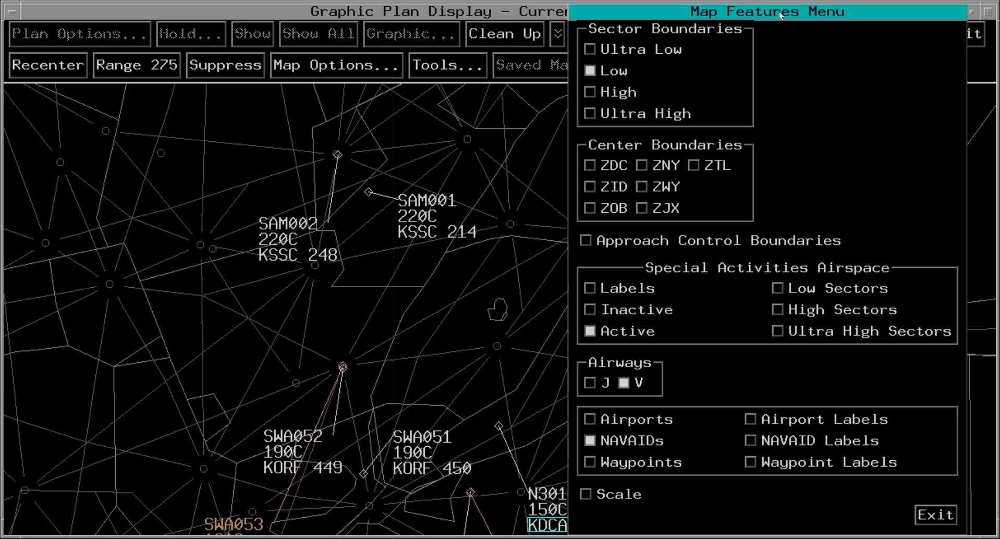 Graphic Plan Display - Curre
Map Features Menu
Plan Options... Hold... Show Show All Graphic... Clean Up
it
Recenter Range 275 Suppress Map Options... Tools... Saved Ma
Sector Boundaries
Ultra Low
Low
High
Ultra High
Center Boundaries
ZDC ZNY ZTL
ZID ZWY
ZOB ZJX
Approach Control Boundaries
Special Activities Airspace
Labels Low Sectors
Inactive High Sectors
Active Ultra High Sectors
Airways
J V
Airports Airport Labels
NAVAIDs NAVAID Labels
Waypoints Waypoint Labels
Scale
Exit
SAM001
220C
KSSC 214
SAM002
220C
KSSC 248
SWA052
190C
KORF 449
SWA051
190C
KORF 450
N301
150C
KDCA
SWA053